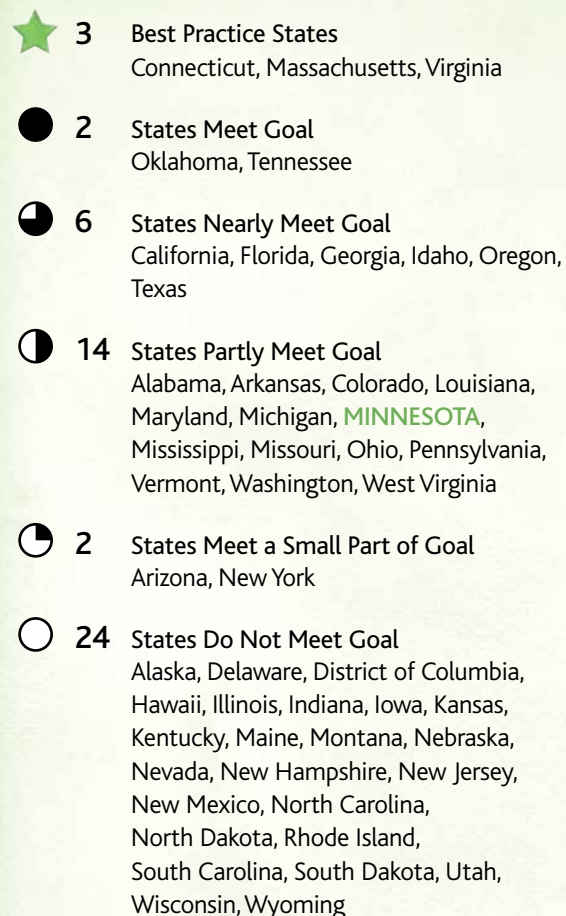 3 Best Practice States
Connecticut, Massachusetts, Virginia
2 States Meet Goal
Oklahoma, Tennessee
6 States Nearly Meet Goal
California, Florida, Georgia, Idaho, Oregon,
Texas
14 States Partly Meet Goal
Alabama, Arkansas, Colorado, Louisiana,
Maryland, Michigan, MINNESOTA,
Mississippi, Missouri, Ohio, Pennsylvania,
Vermont, Washington, West Virginia
2 States Meet a Small Part of Goal
Arizona, New York
24 States Do Not Meet Goal
Alaska, Delaware, District of Columbia,
Hawaii, Illinois, Indiana, Iowa, Kansas,
Kentucky, Maine, Montana, Nebraska,
Nevada, New Hampshire, New Jersey,
New Mexico, North Carolina,
North Dakota, Rhode Island,
South Carolina, South Dakota, Utah,
Wisconsin, Wyoming